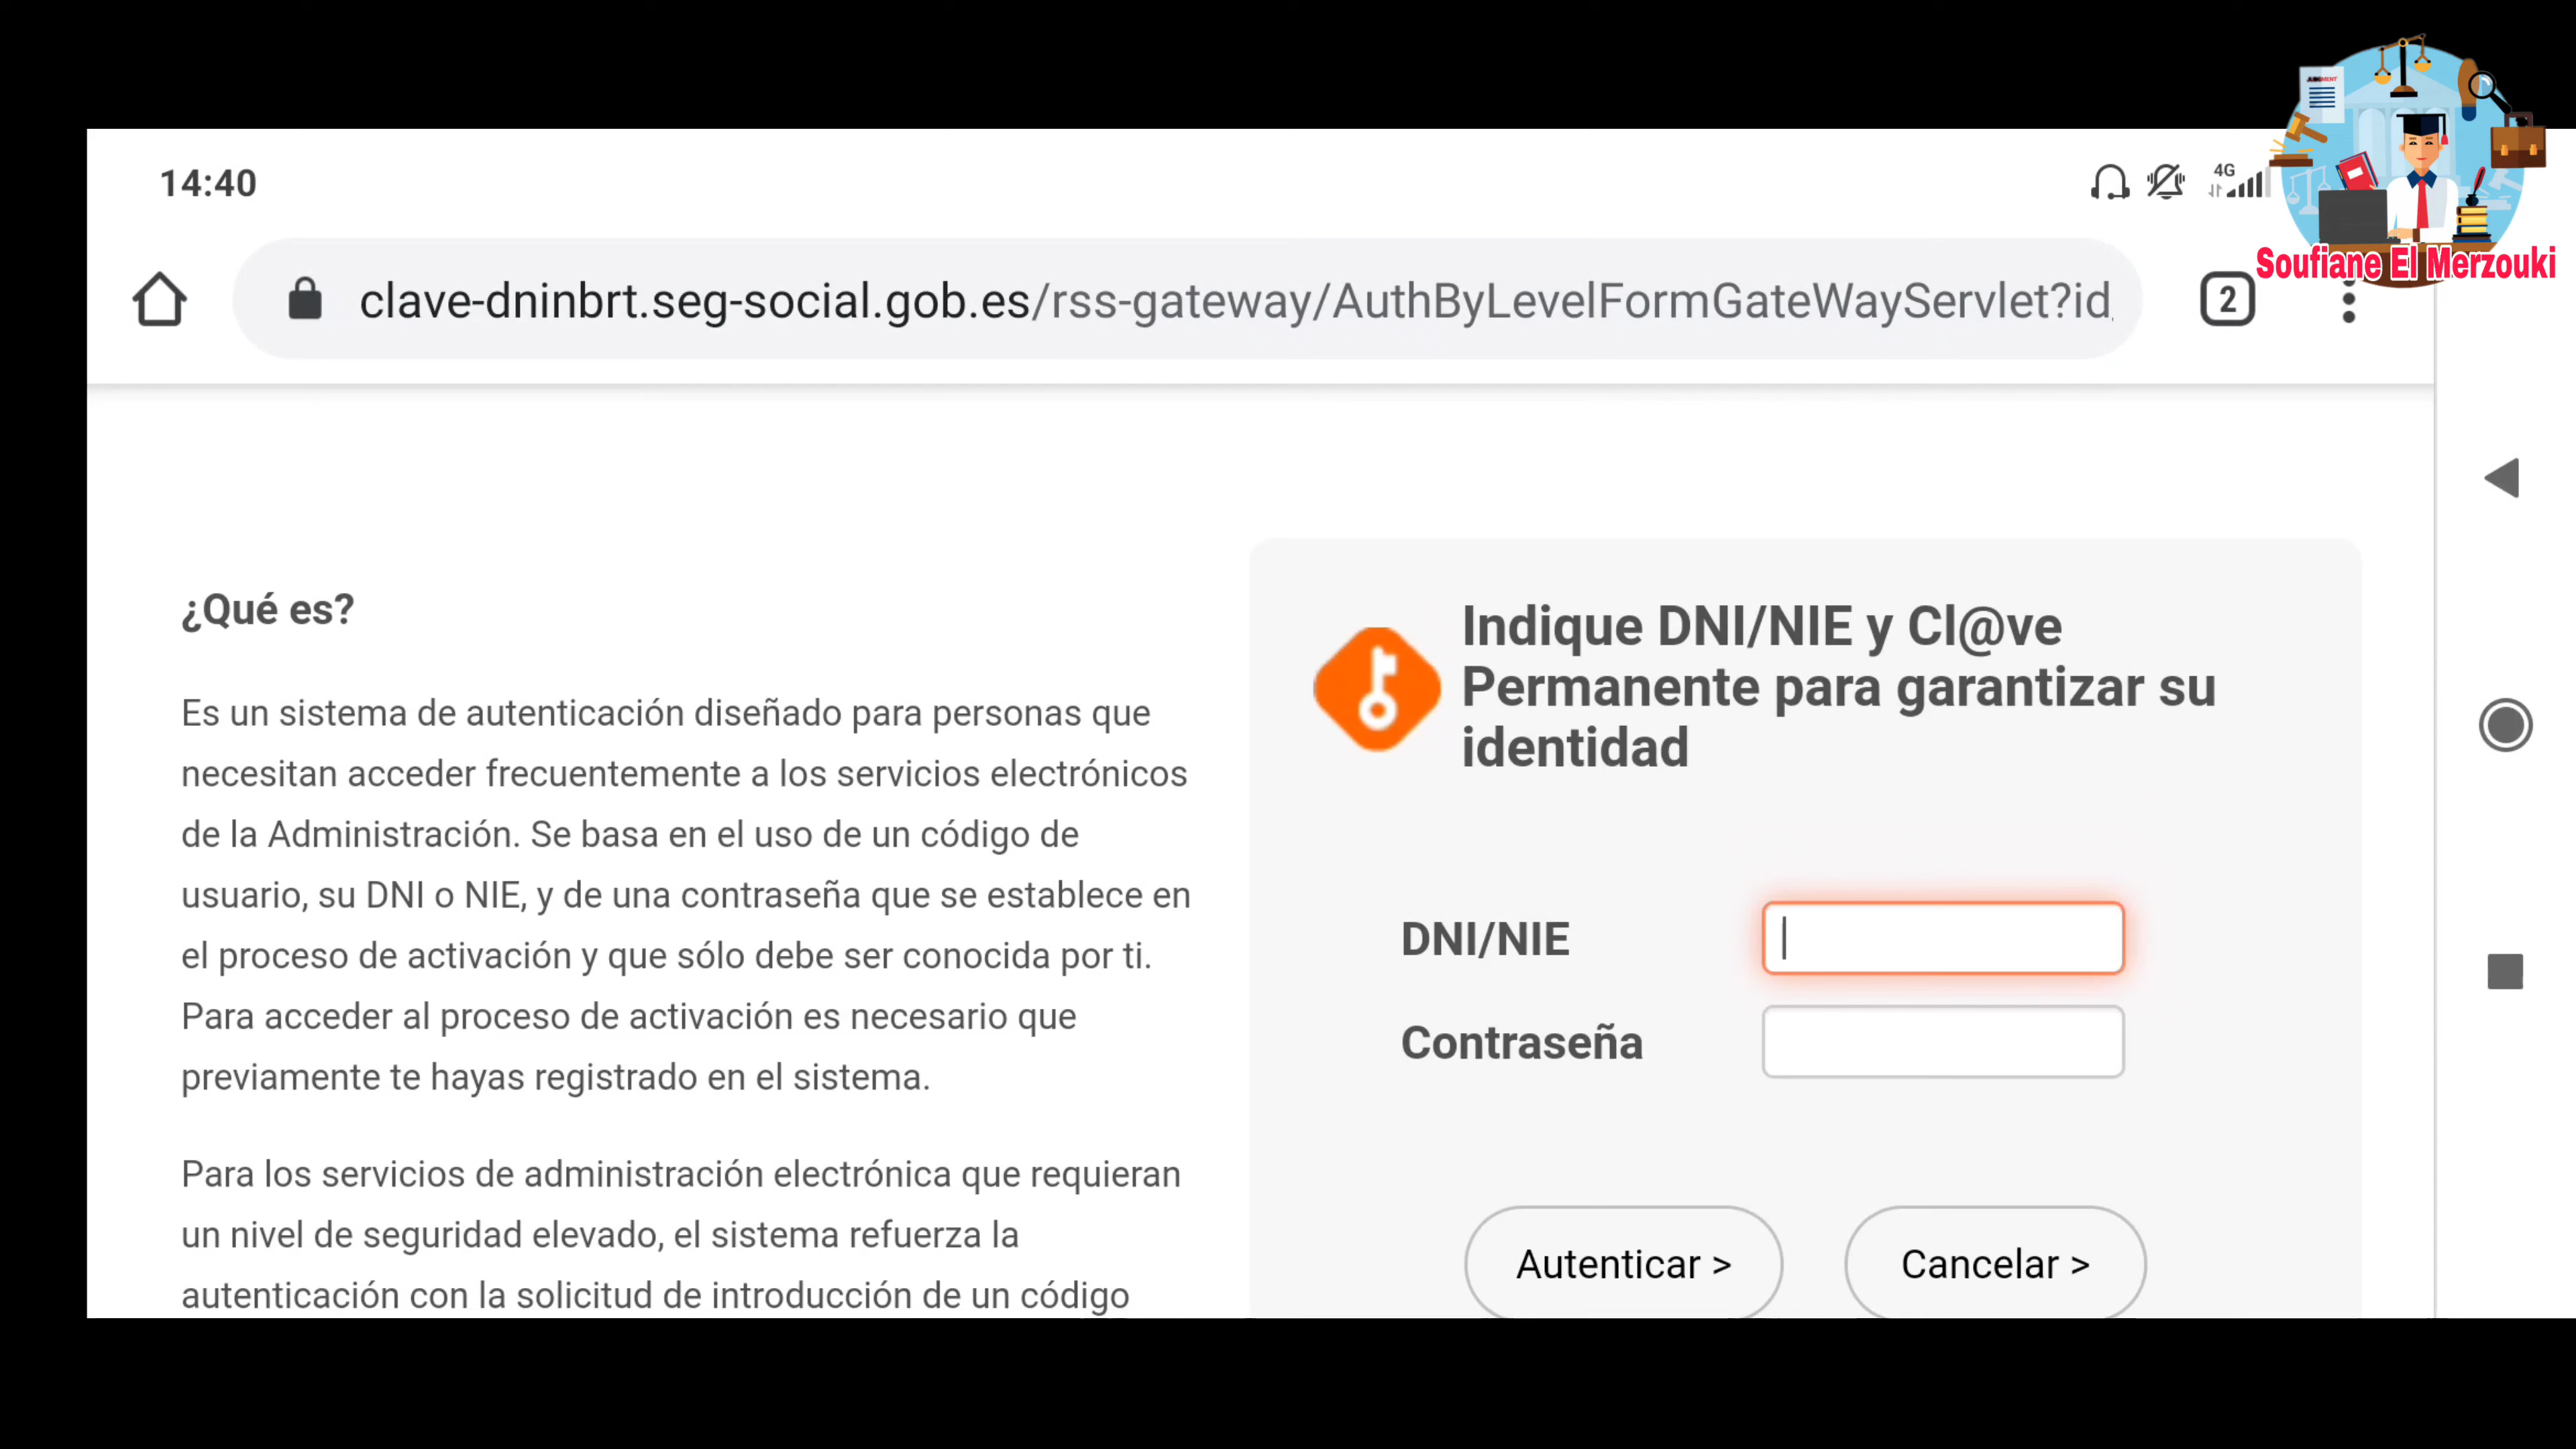 14:40
4G
JUDGMENT
Soufiane El Merzouki
clave-dninbrt.seg-social.gob.es/rss-gateway/AuthByLevelFormGateWayServlet?id
2
¿Qué es?
Es un sistema de autenticación diseñado para personas que
necesitan acceder frecuentemente a los servicios electrónicos
de la Administración. Se basa en el uso de un código de
usuario, su DNI o NIE, y de una contraseña que se establece en
el proceso de activación y que sólo debe ser conocida por ti.
Para acceder al proceso de activación es necesario que
previamente te hayas registrado en el sistema.
Para los servicios de administración electrónica que requieran
un nivel de seguridad elevado, el sistema refuerza la
autenticación con la solicitud de introducción de un código
Indique DNI/NIE y Cl@ve
Permanente para garantizar su
identidad
DNI/NIE
Contraseña
Autenticar >
Cancelar >